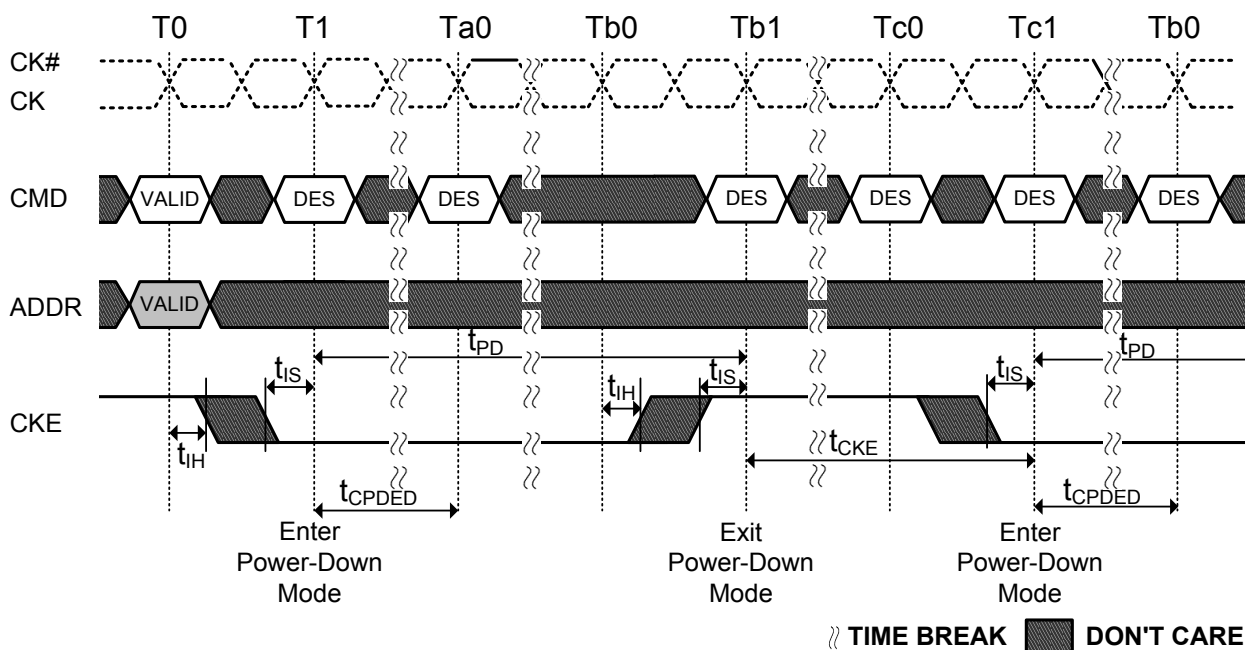 T0 T1 Ta0 Tb0 Tb1 Tc0 Tc1 Tb0
CK#
CK
CMD VALID DES DES DES DES DES DES
ADDR VALID
tPD tPD
tIS tIH tIS tIS
CKE
tIH tCKE
tCPDED tCPDED
Enter Power-Down Mode
Exit Power-Down Mode
Enter Power-Down Mode
TIME BREAK DON'T CARE